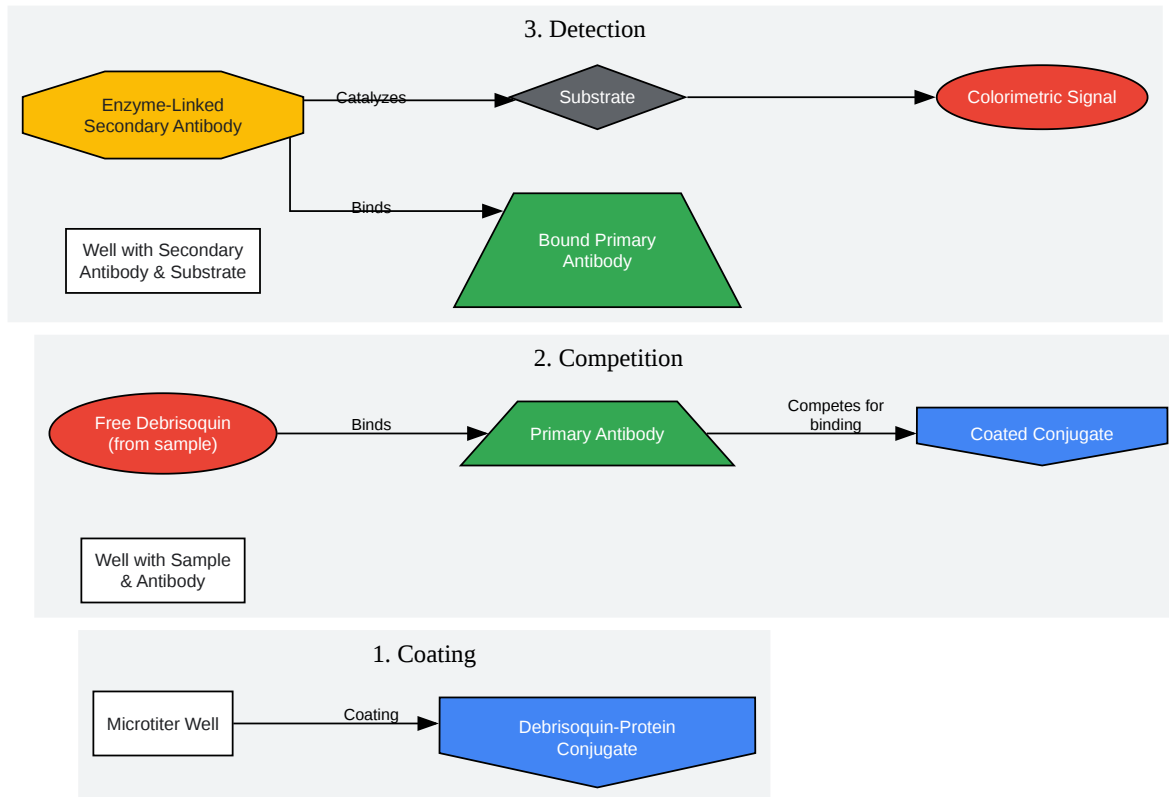 3. Detection
Enzyme-Linked
Secondary Antibody
Catalyzes
Substrate
Colorimetric Signal
Binds
Bound Primary
Antibody
Well with Secondary
Antibody & Substrate
2. Competition
Free Debrisoquin
(from sample)
Binds
Primary Antibody
Competes for
binding
Coated Conjugate
Well with Sample
& Antibody
1. Coating
Microtiter Well
Coating
Debrisoquin-Protein
Conjugate